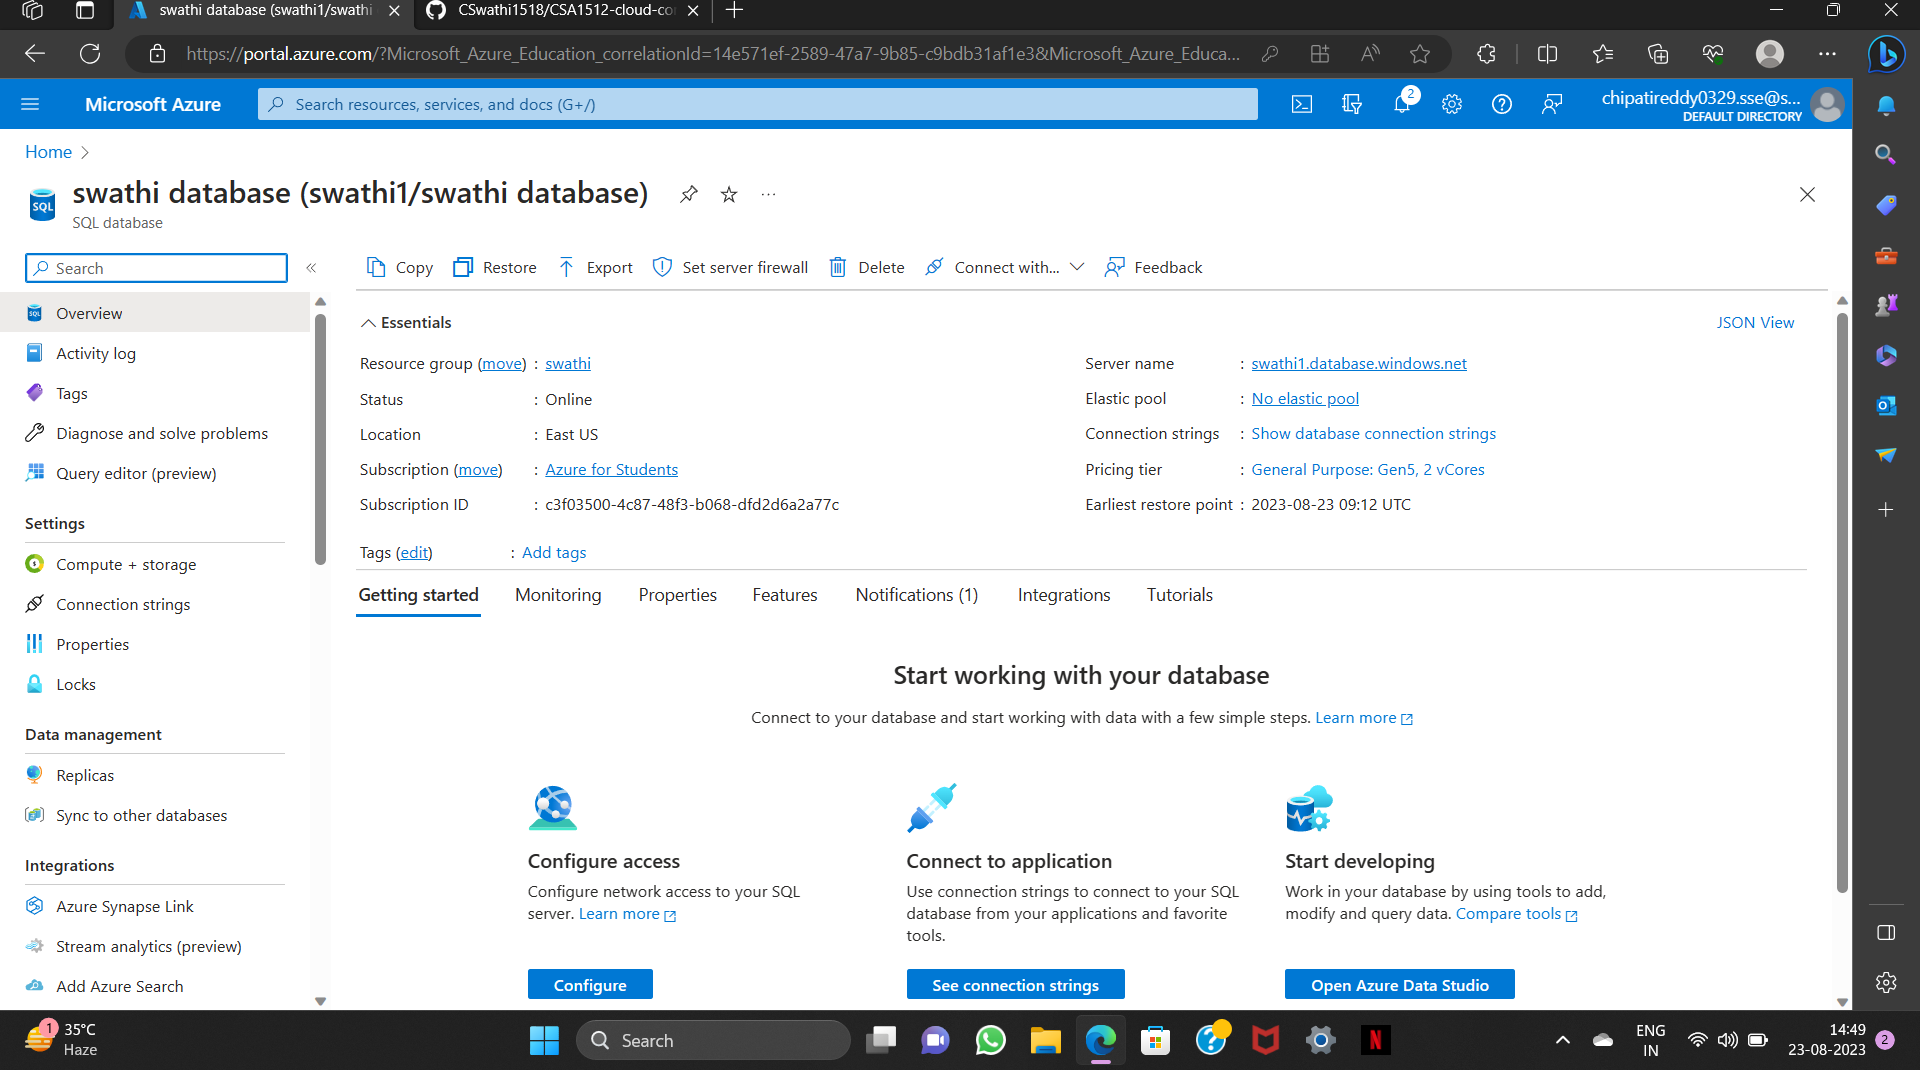 swathi database (swathi1/swathi
CSwathi1518/CSA1512-cloud-co
https://portal.azure.com/?Microsoft_Azure_Education_correlationId=14e571ef-2589-47a7-9b85-c9bdb31af1e3&Microsoft_Azure_Educa...
Microsoft Azure
Search resources, services, and docs (G+/)
2
chipatireddy0329.sse@s...
DEFAULT DIRECTORY
Home
SQL
swathi database (swathi1/swathi database)
SQL database
Search
Copy
Restore
Export
Set server firewall
Delete
Connect with...
Feedback
Overview
Activity log
Tags
Diagnose and solve problems
Query editor (preview)
Settings
Compute + storage
Connection strings
Properties
Locks
Data management
Replicas
Sync to other databases
Integrations
Azure Synapse Link
Stream analytics (preview)
Add Azure Search
Essentials
JSON View
Resource group (move) : swathi
Status : Online
Location : East US
Subscription (move) : Azure for Students
Subscription ID : c3f03500-4c87-48f3-b068-dfd2d6a2a77c
Server name : swathi1.database.windows.net
Elastic pool : No elastic pool
Connection strings : Show database connection strings
Pricing tier : General Purpose: Gen5, 2 vCores
Earliest restore point : 2023-08-23 09:12 UTC
Tags (edit) : Add tags
Getting started
Monitoring
Properties
Features
Notifications (1)
Integrations
Tutorials
Start working with your database
Connect to your database and start working with data with a few simple steps. Learn more
Configure access
Configure network access to your SQL
server. Learn more
Configure
Connect to application
Use connection strings to connect to your SQL
database from your applications and favorite
tools.
See connection strings
Start developing
Work in your database by using tools to add,
modify and query data. Compare tools
Open Azure Data Studio
1
35°C
Haze
Search
ENG
IN
14:49
23-08-2023
2